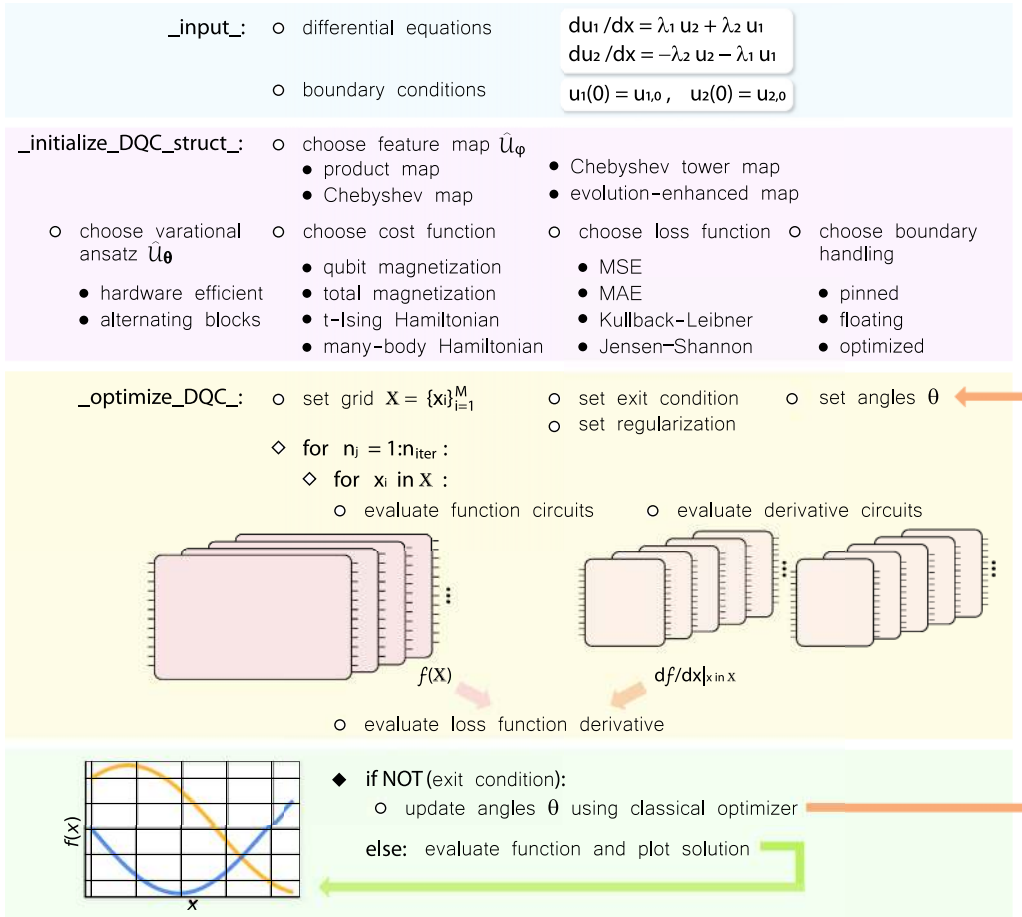 _input_: ○ differential equations du₁/dx = λ₁ u₂ + λ₂ u₁
du₂/dx = −λ₂ u₂ − λ₁ u₁
○ boundary conditions u₁(0) = u₁,₀ , u₂(0) = u₂,₀
_initialize_DQC_struct_: ○ choose feature map Û_φ
• product map • Chebyshev tower map
• Chebyshev map • evolution-enhanced map
○ choose varational ansatz Û_θ
• hardware efficient
• alternating blocks
○ choose cost function
• qubit magnetization
• total magnetization
• t-Ising Hamiltonian
• many-body Hamiltonian
○ choose loss function
• MSE
• MAE
• Kullback-Leibner
• Jensen-Shannon
○ choose boundary
handling
• pinned
• floating
• optimized
_optimize_DQC_: ○ set grid X = {xᵢ}ᵢ₌₁ᴹ ○ set exit condition ○ set angles θ
○ set regularization
◇ for nⱼ = 1:n_iter :
◇ for xᵢ in X :
○ evaluate function circuits ○ evaluate derivative circuits
f(X) df/dx|x in X
○ evaluate loss function derivative
◆ if NOT (exit condition):
○ update angles θ using classical optimizer
else: evaluate function and plot solution
f(x)
x